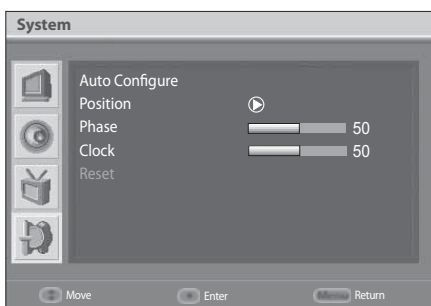 System
Auto Configure
Position
Phase 50
Clock 50
Reset
Move Enter Menu Return